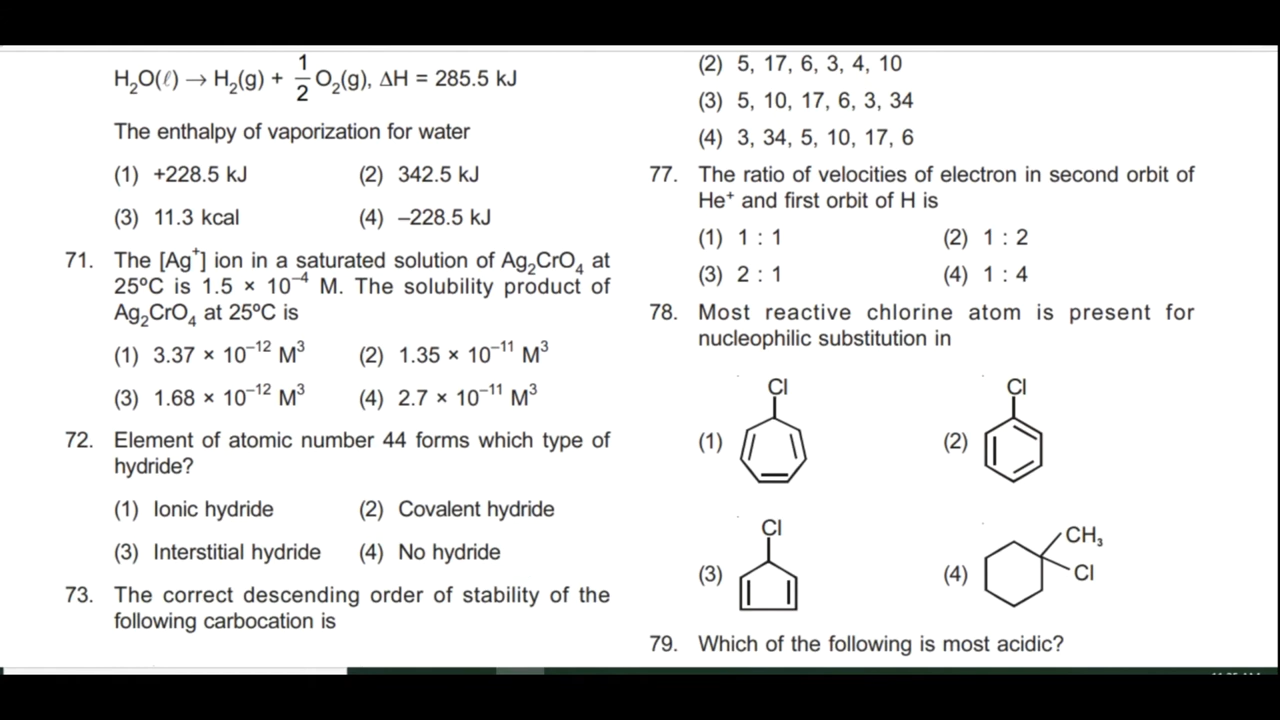 H₂O(ℓ) → H₂(g) + 1/2 O₂(g), ΔH = 285.5 kJ
The enthalpy of vaporization for water
(1) +228.5 kJ (2) 342.5 kJ
(3) 11.3 kcal (4) –228.5 kJ
71. The [Ag⁺] ion in a saturated solution of Ag₂CrO₄ at
25ºC is 1.5 × 10⁻⁴ M. The solubility product of
Ag₂CrO₄ at 25ºC is
(1) 3.37 × 10⁻¹² M³ (2) 1.35 × 10⁻¹¹ M³
(3) 1.68 × 10⁻¹² M³ (4) 2.7 × 10⁻¹¹ M³
72. Element of atomic number 44 forms which type of
hydride?
(1) Ionic hydride (2) Covalent hydride
(3) Interstitial hydride (4) No hydride
73. The correct descending order of stability of the
following carbocation is
(2) 5, 17, 6, 3, 4, 10
(3) 5, 10, 17, 6, 3, 34
(4) 3, 34, 5, 10, 17, 6
77. The ratio of velocities of electron in second orbit of
He⁺ and first orbit of H is
(1) 1 : 1 (2) 1 : 2
(3) 2 : 1 (4) 1 : 4
78. Most reactive chlorine atom is present for
nucleophilic substitution in
Cl Cl
(1) (2)
Cl CH₃
(3) (4) Cl
79. Which of the following is most acidic?